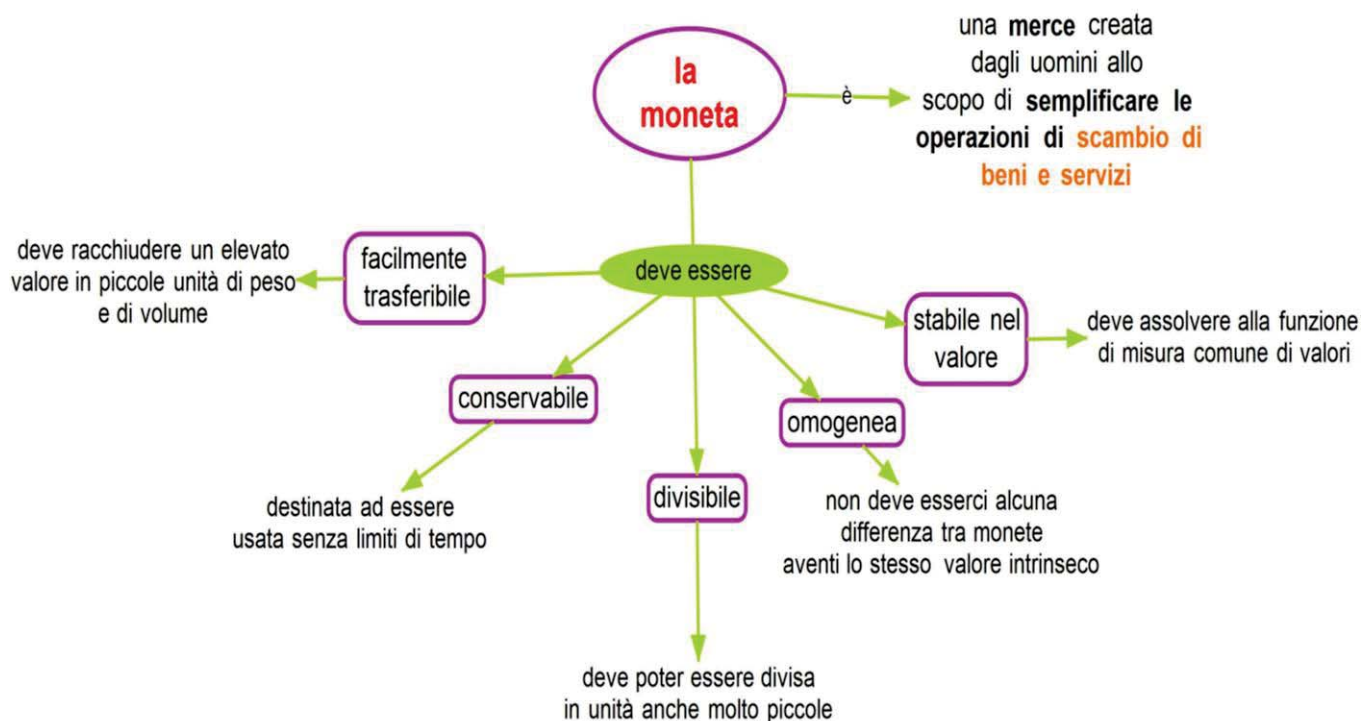 la
moneta
è
una merce creata
dagli uomini allo
scopo di semplificare le
operazioni di scambio di
beni e servizi
deve essere
facilmente
trasferibile
deve racchiudere un elevato
valore in piccole unità di peso
e di volume
conservabile
destinata ad essere
usata senza limiti di tempo
divisibile
deve poter essere divisa
in unità anche molto piccole
omogenea
non deve esserci alcuna
differenza tra monete
aventi lo stesso valore intrinseco
stabile nel
valore
deve assolvere alla funzione
di misura comune di valori